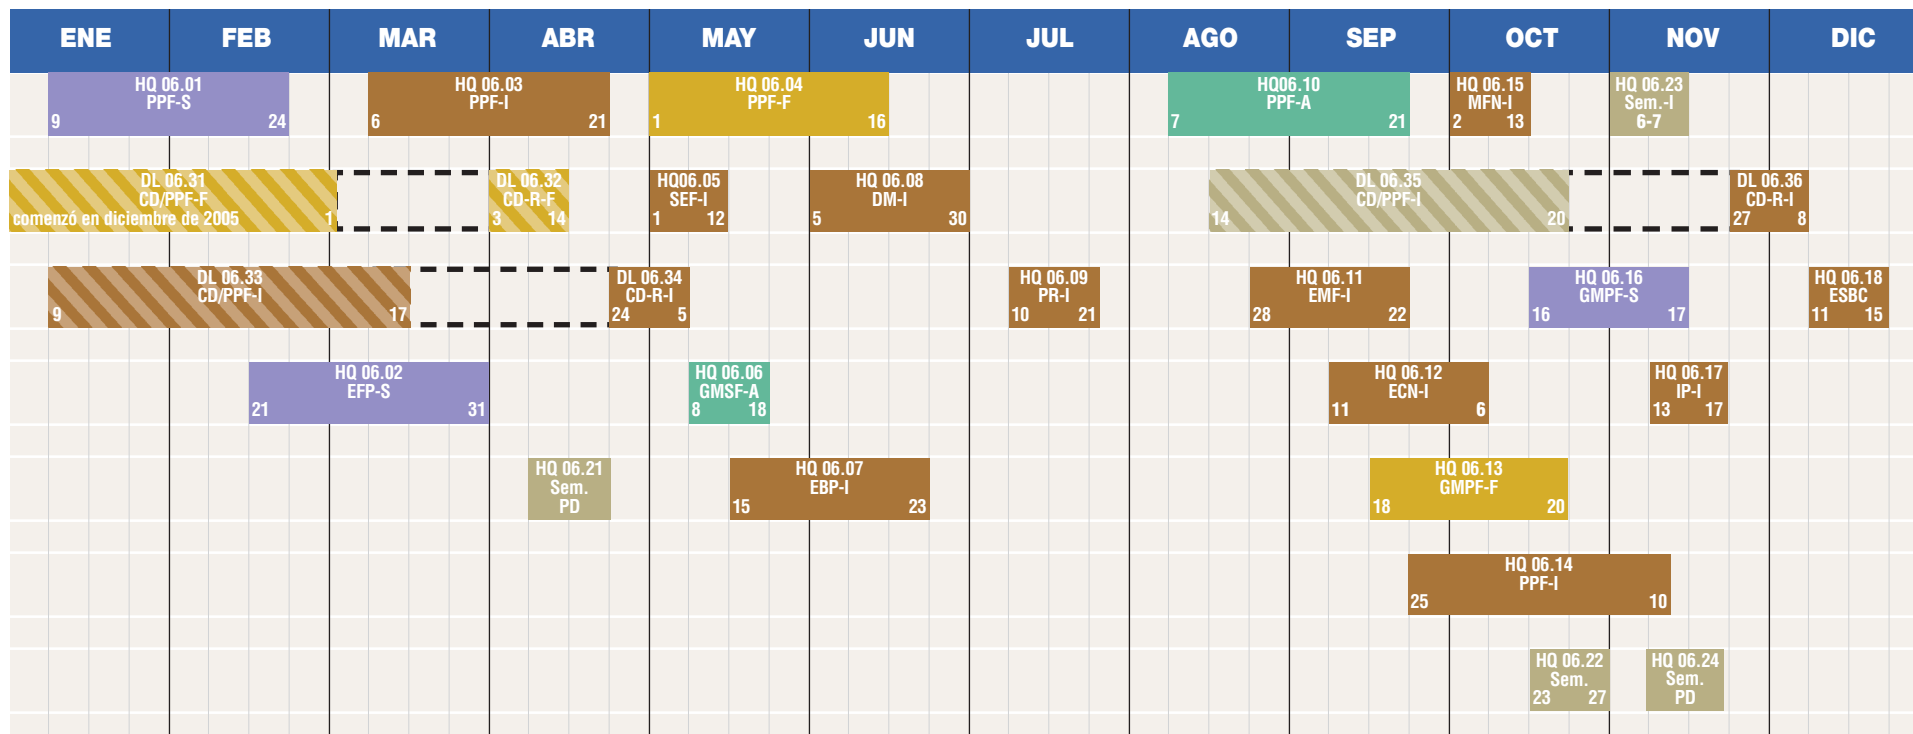 ENE FEB MAR ABR MAY JUN JUL AGO SEP OCT NOV DIC
HQ 06.01
PPF-S
9 24
HQ 06.03
PPF-I
6 21
HQ 06.04
PPF-F
1 16
HQ06.10
PPF-A
7 21
HQ 06.15
MFN-I
2 13
HQ 06.23
Sem.-I
6-7
DL 06.31
CD/PPF-F
comenzó en diciembre de 2005 1
DL 06.32
CD-R-F
3 14
HQ06.05
SEF-I
1 12
HQ 06.08
DM-I
5 30
DL 06.35
CD/PPF-I
14 20
DL 06.36
CD-R-I
27 8
DL 06.33
CD/PPF-I
9 17
DL 06.34
CD-R-I
24 5
HQ 06.09
PR-I
10 21
HQ 06.11
EMF-I
28 22
HQ 06.16
GMPF-S
16 17
HQ 06.18
ESBC
11 15
HQ 06.02
EFP-S
21 31
HQ 06.06
GMSF-A
8 18
HQ 06.12
ECN-I
11 6
HQ 06.17
IP-I
13 17
HQ 06.21
Sem.
PD
HQ 06.07
EBP-I
15 23
HQ 06.13
GMPF-F
18 20
HQ 06.14
PPF-I
25 10
HQ 06.22
Sem.
23 27
HQ 06.24
Sem.
PD